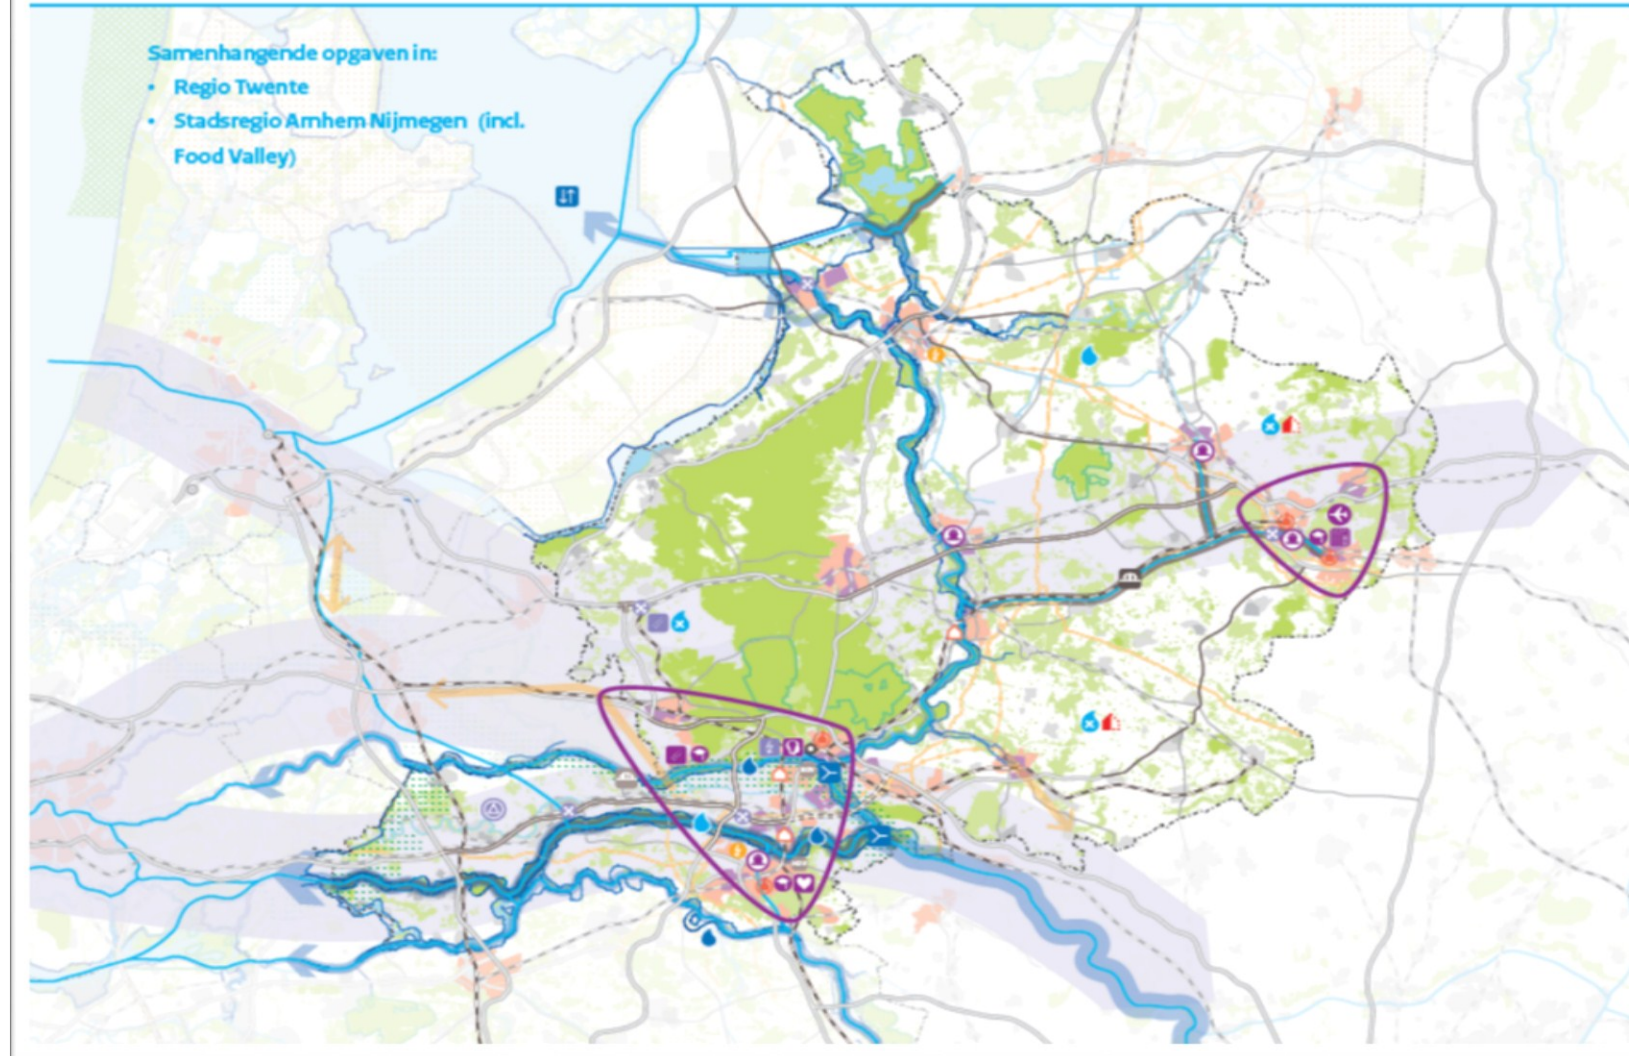 Samenhangende opgaven in:
• Regio Twente
• Stadsregio Arnhem Nijmegen (incl.
Food Valley)